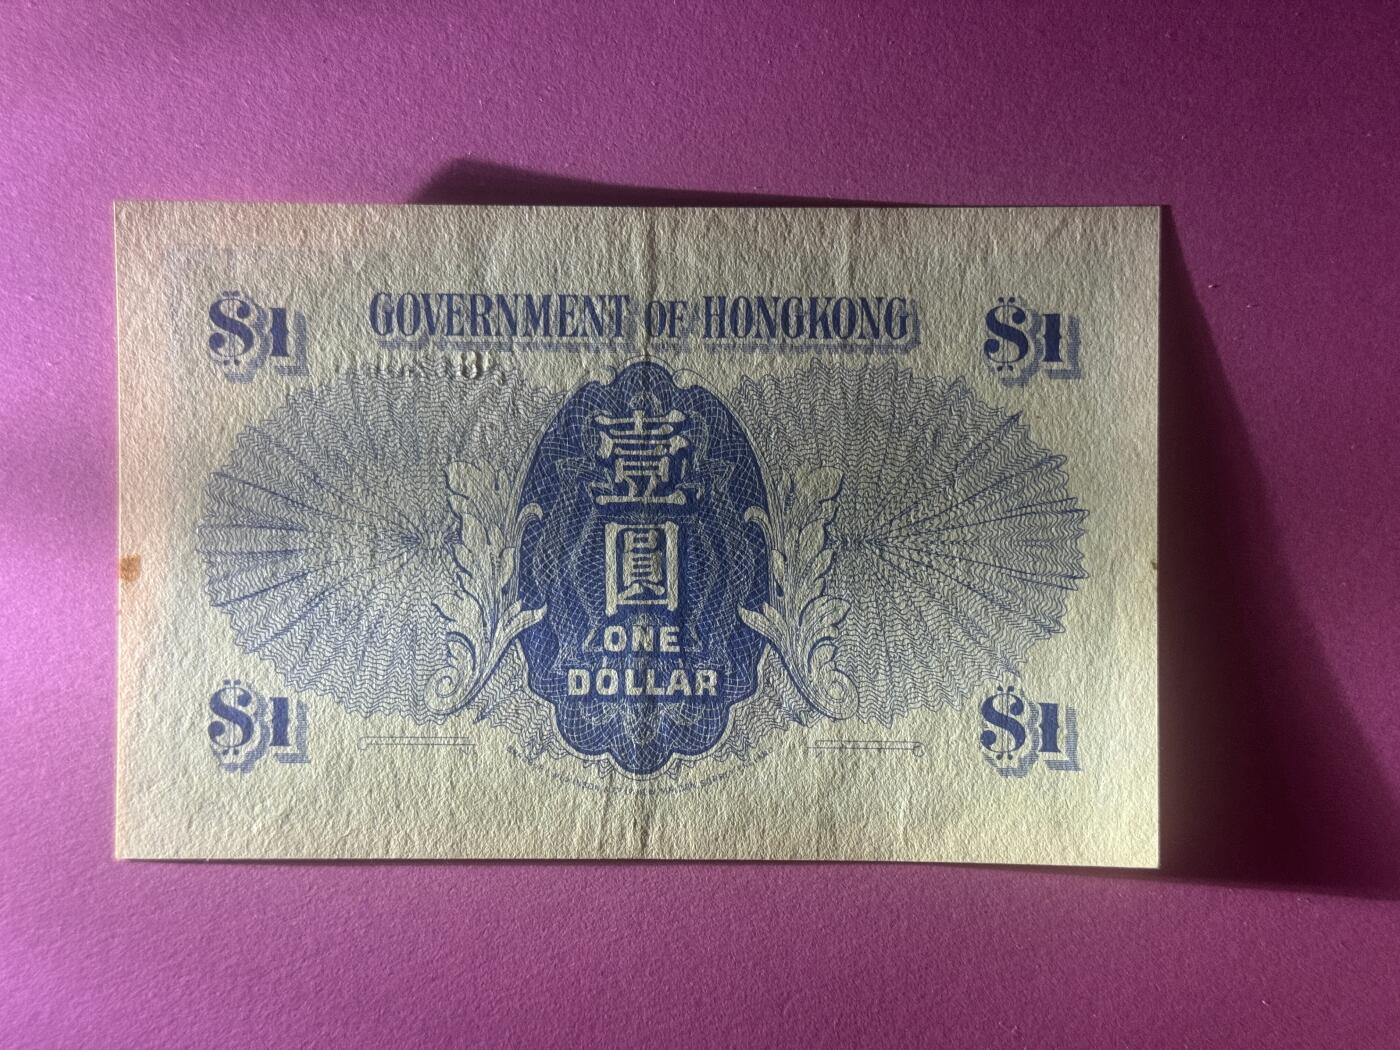 $1 GOVERNMENT OF HONGKONG $1
壹
圓
ONE
DOLLAR
$1 $1